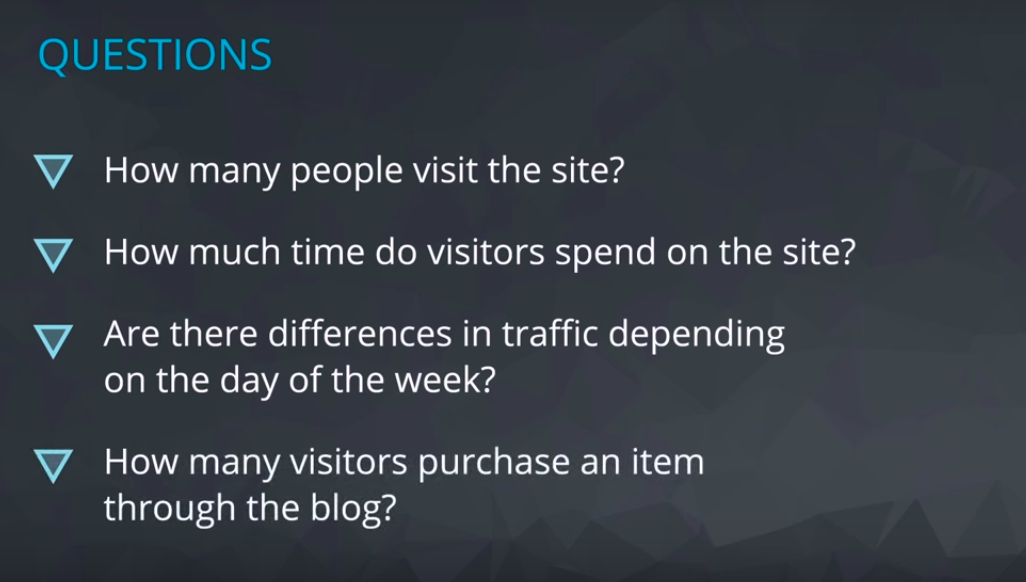 QUESTIONS
How many people visit the site?
How much time do visitors spend on the site?
Are there differences in traffic depending
on the day of the week?
How many visitors purchase an item
through the blog?